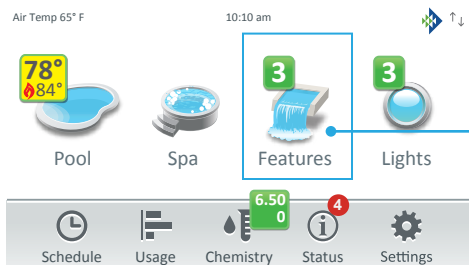 Air Temp 65° F 10:10 am
78°
84°
3
3
Pool Spa Features Lights
6.50
0
4
Schedule Usage Chemistry Status Settings